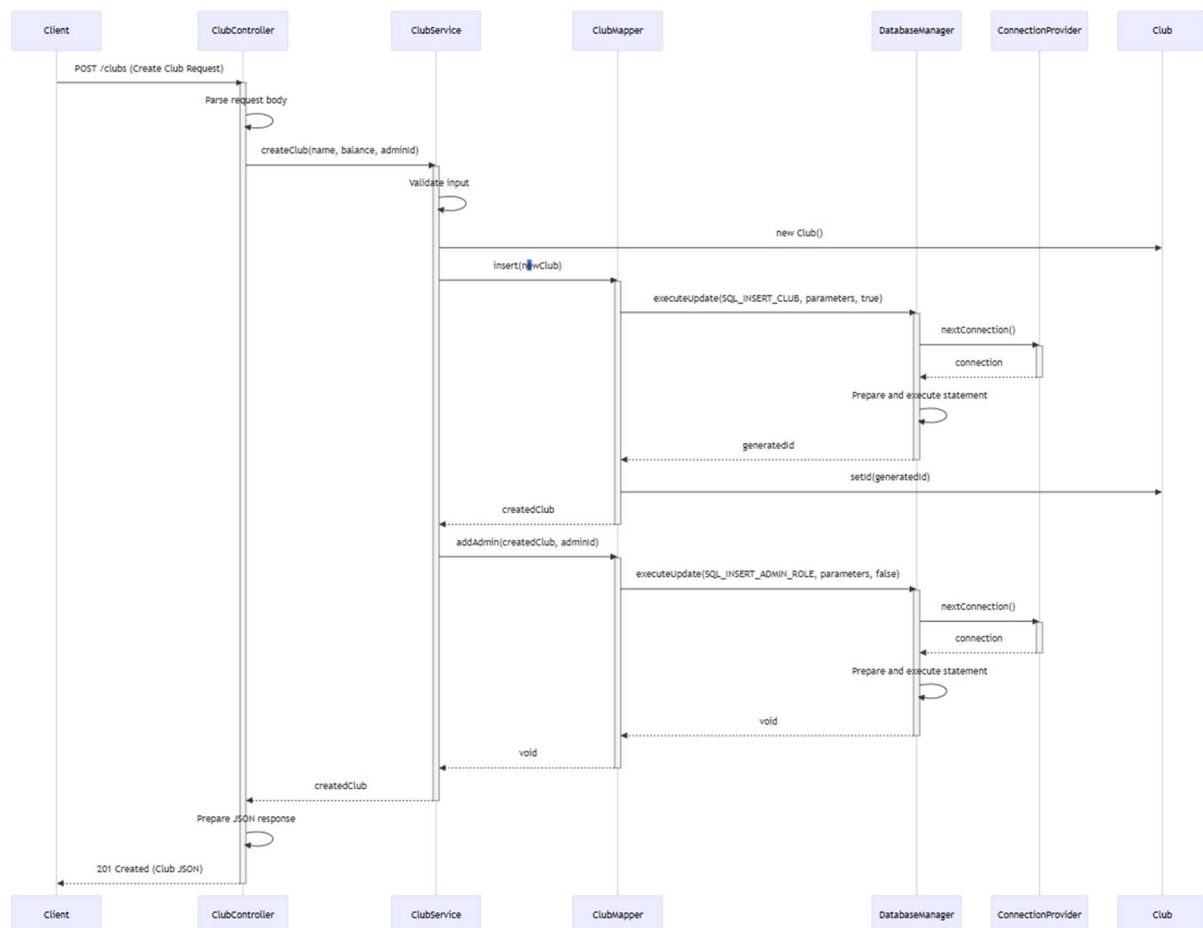 Client ClubController ClubService ClubMapper DatabaseManager ConnectionProvider Club
POST /clubs (Create Club Request)
Parse request body
createClub(name, balance, adminId)
Validate input
new Club()
insert(newClub)
executeUpdate(SQL_INSERT_CLUB, parameters, true)
nextConnection()
connection
Prepare and execute statement
generatedId
setId(generatedId)
createdClub
addAdmin(createdClub, adminId)
executeUpdate(SQL_INSERT_ADMIN_ROLE, parameters, false)
nextConnection()
connection
Prepare and execute statement
void
void
createdClub
Prepare JSON response
201 Created (Club JSON)
Client ClubController ClubService ClubMapper DatabaseManager ConnectionProvider Club